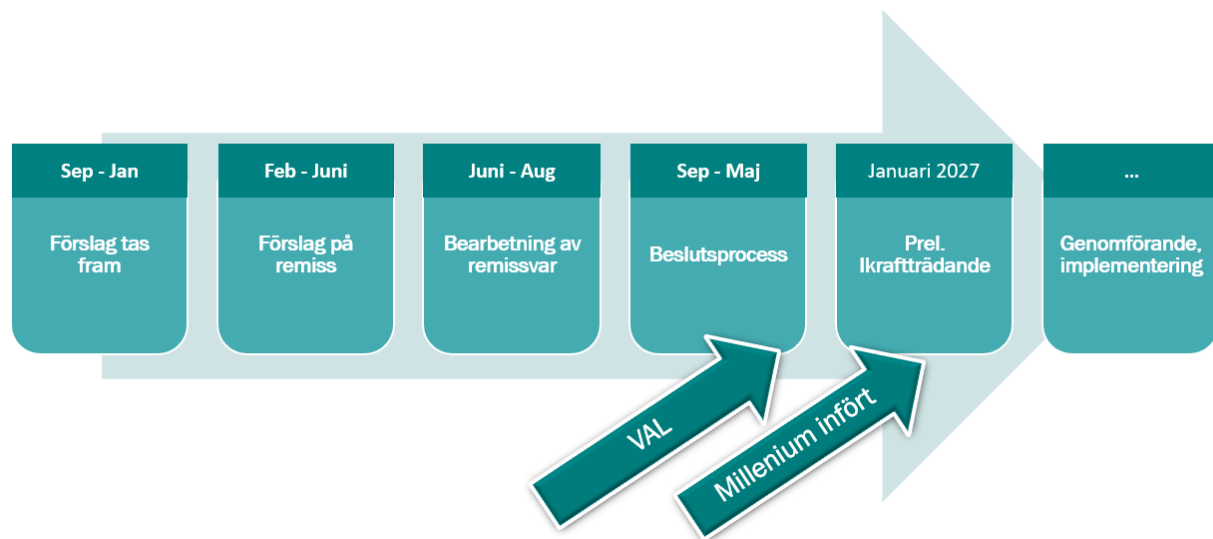 Sep - Jan
Förslag tas
fram
Feb - Juni
Förslag på
remiss
Juni - Aug
Bearbetning av
remissvar
Sep - Maj
Beslutsprocess
Januari 2027
Prel.
Ikraftträdande
...
Genomförande,
implementering
VAL
Millenium infört